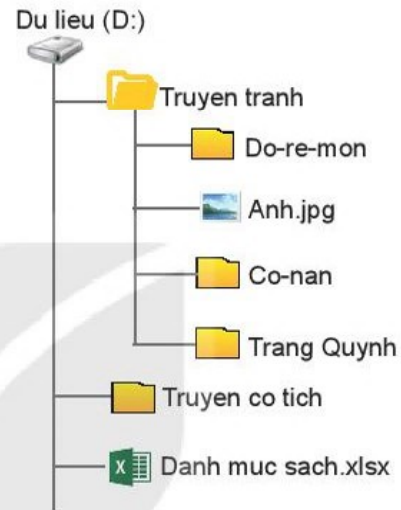 Du lieu (D:)
Truyen tranh
Do-re-mon
Anh.jpg
Co-nan
Trang Quynh
Truyen co tich
Danh muc sach.xlsx